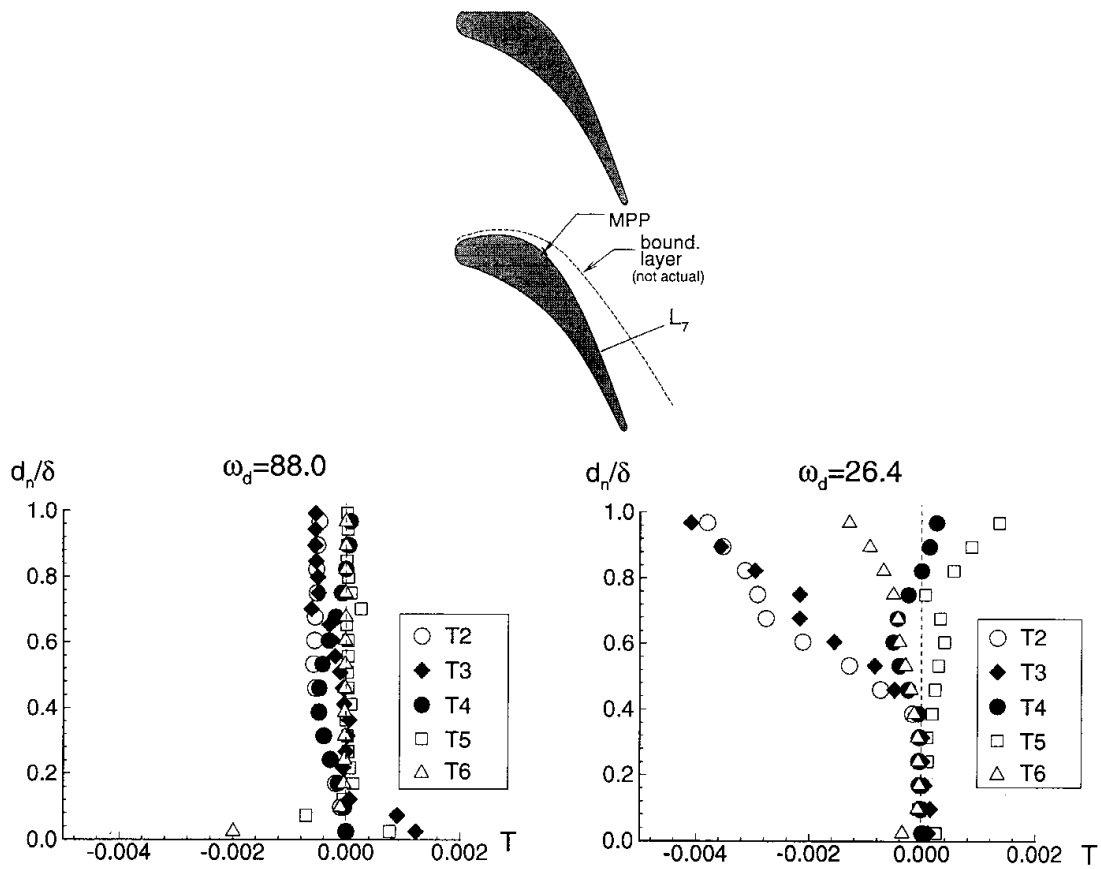 MPP
bound.
layer
(not actual)
L₇
dₙ/δ
ω_d=88.0
1.0
0.8
0.6
0.4
0.2
0.0
-0.004
-0.002
0.000
0.002
T
T2
T3
T4
T5
T6
dₙ/δ
ω_d=26.4
1.0
0.8
0.6
0.4
0.2
0.0
-0.004
-0.002
0.000
0.002
T
T2
T3
T4
T5
T6